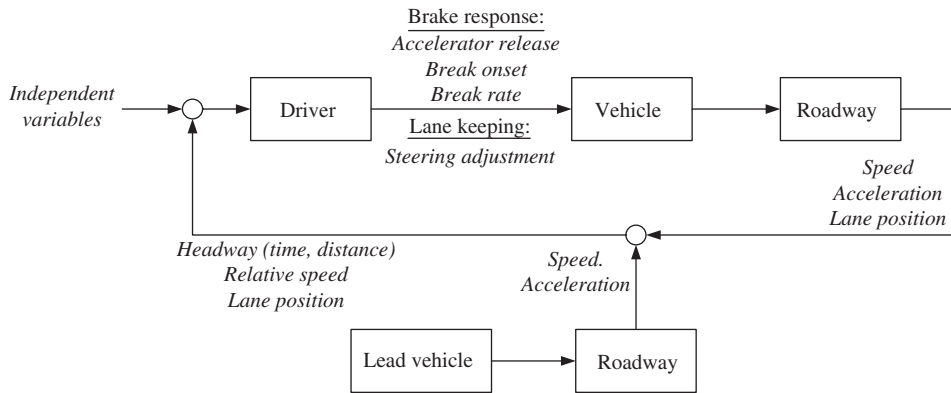 Brake response:
Accelerator release
Break onset
Break rate
Independent
variables
Driver
Vehicle
Roadway
Lane keeping:
Steering adjustment
Speed
Acceleration
Lane position
Headway (time, distance)
Relative speed
Lane position
Speed.
Acceleration
Lead vehicle
Roadway